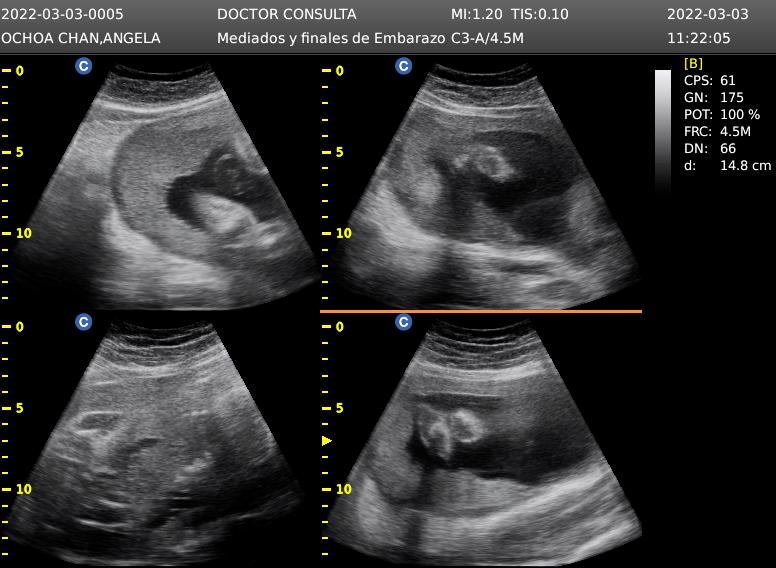 2022-03-03-0005 DOCTOR CONSULTA MI:1.20 TIS:0.10 2022-03-03
OCHOA CHAN,ANGELA Mediados y finales de Embarazo C3-A/4.5M 11:22:05
C C
0 0
5 5
10 10
[B]
CPS: 61
GN: 175
POT: 100 %
FRC: 4.5M
DN: 66
d: 14.8 cm
C C
0 0
5 5
10 10